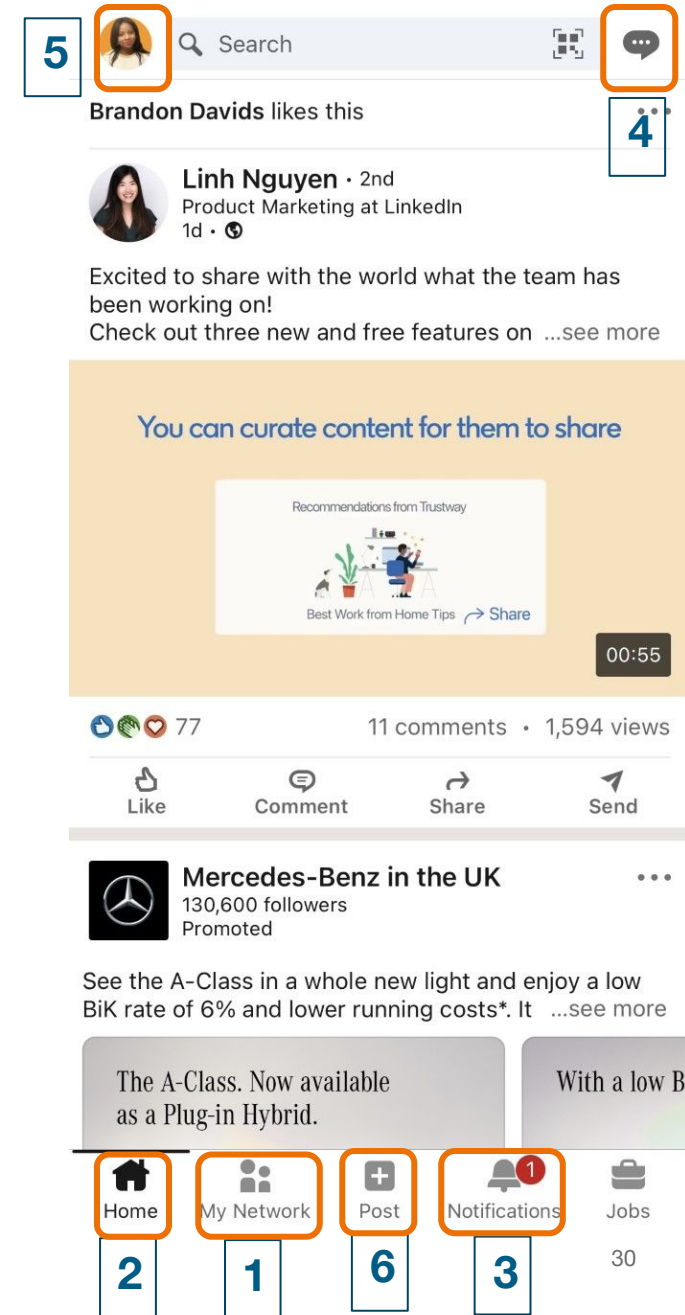 5
Search
4
Brandon Davids likes this
Linh Nguyen • 2nd
Product Marketing at LinkedIn
1d •
Excited to share with the world what the team has
been working on!
Check out three new and free features on ...see more
You can curate content for them to share
Recommendations from Trustway
Best Work from Home Tips Share
00:55
77 11 comments • 1,594 views
Like Comment Share Send
Mercedes-Benz in the UK
130,600 followers
Promoted
See the A-Class in a whole new light and enjoy a low
BiK rate of 6% and lower running costs*. It ...see more
The A-Class. Now available
as a Plug-in Hybrid.
With a low B
1
Home My Network Post Notifications Jobs
2 1 6 3 30